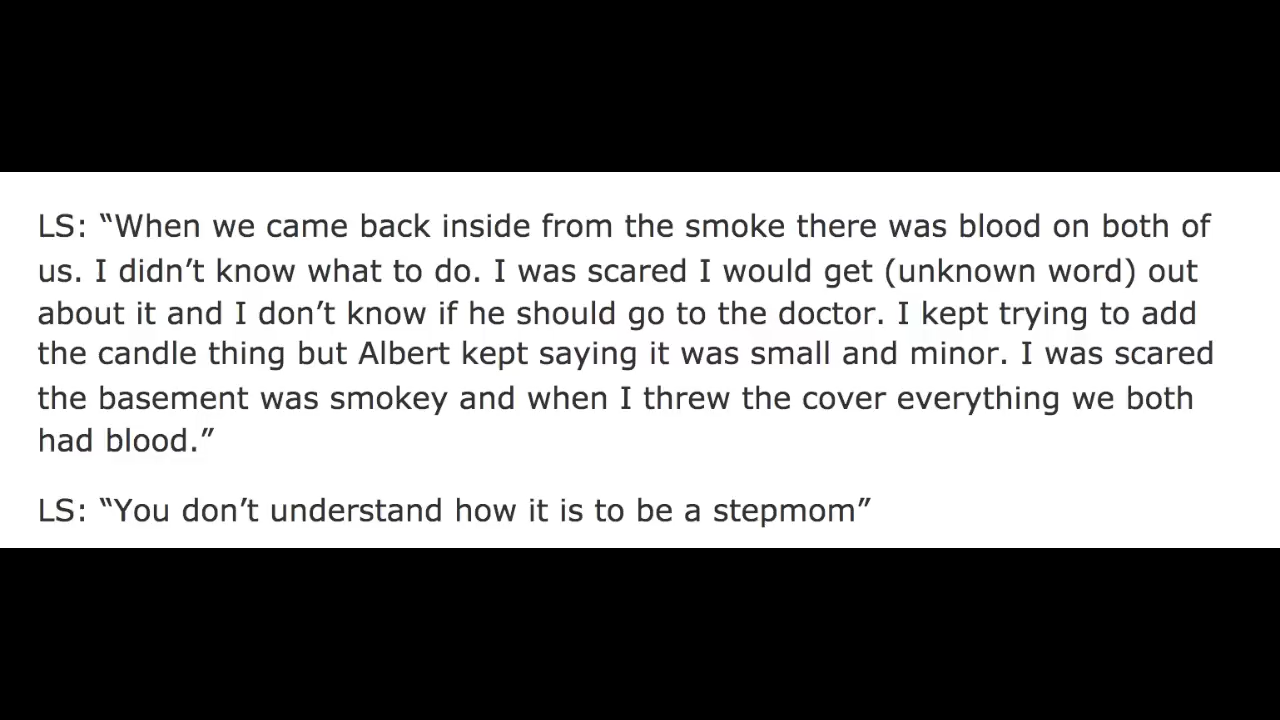 LS: “When we came back inside from the smoke there was blood on both of
us. I didn’t know what to do. I was scared I would get (unknown word) out
about it and I don’t know if he should go to the doctor. I kept trying to add
the candle thing but Albert kept saying it was small and minor. I was scared
the basement was smokey and when I threw the cover everything we both
had blood.”
LS: “You don’t understand how it is to be a stepmom”